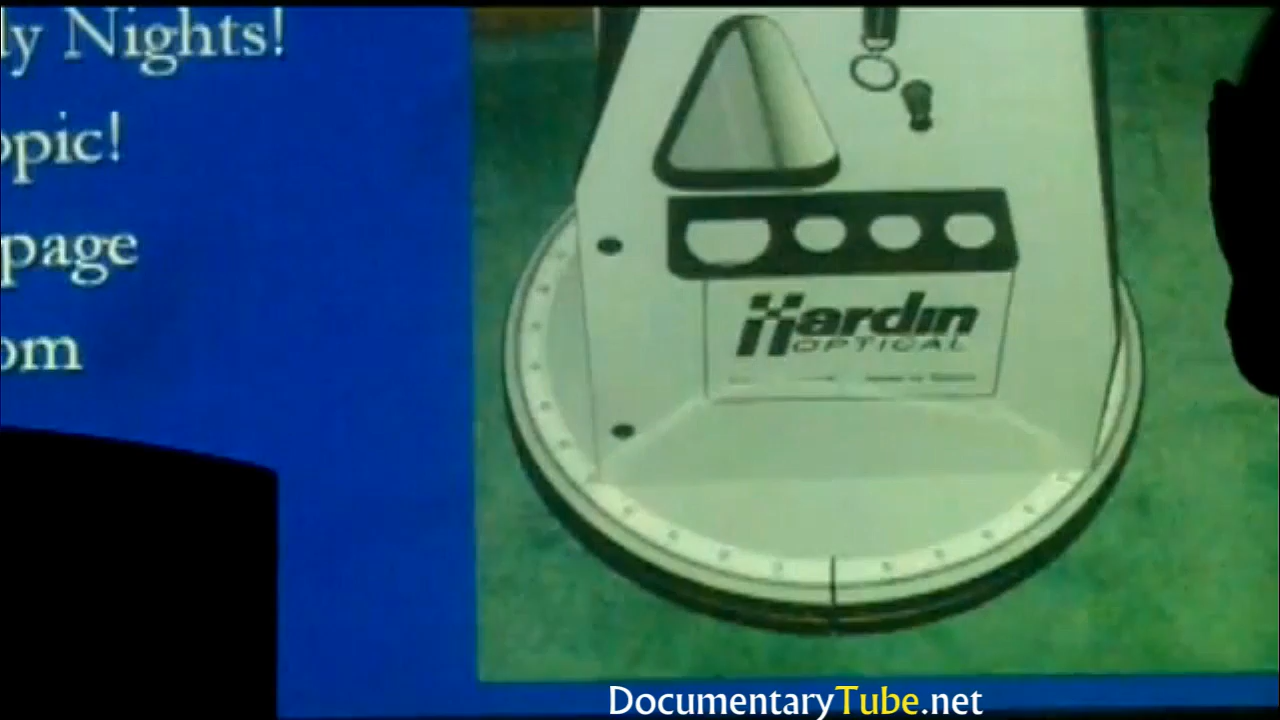 ly Nights!
opic!
page
om
Hardin
OPTICAL
DocumentaryTube.net